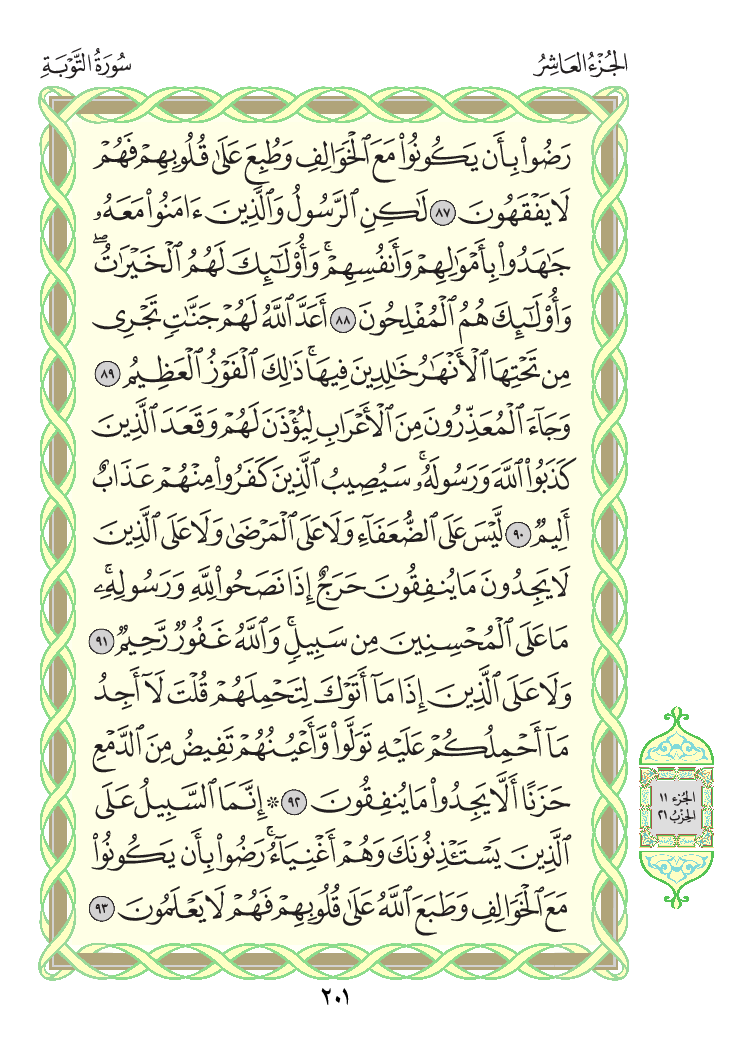 سُورَةُ التَّوْبَةِ
الجُزْءُ العَاشِرُ
رَضُوا۟ بِأَن يَكُونُوا۟ مَعَ ٱلْخَوَالِفِ وَطُبِعَ عَلَىٰ قُلُوبِهِمْ فَهُمْ
لَا يَفْقَهُونَ ٨٧ لَٰكِنِ ٱلرَّسُولُ وَٱلَّذِينَ ءَامَنُوا۟ مَعَهُۥ
جَٰهَدُوا۟ بِأَمْوَٰلِهِمْ وَأَنفُسِهِمْۚ وَأُو۟لَٰٓئِكَ لَهُمُ ٱلْخَيْرَٰتُۖ
وَأُو۟لَٰٓئِكَ هُمُ ٱلْمُفْلِحُونَ ٨٨ أَعَدَّ ٱللَّهُ لَهُمْ جَنَّٰتٍ تَجْرِى
مِن تَحْتِهَا ٱلْأَنْهَٰرُ خَٰلِدِينَ فِيهَاۚ ذَٰلِكَ ٱلْفَوْزُ ٱلْعَظِيمُ ٨٩
وَجَآءَ ٱلْمُعَذِّرُونَ مِنَ ٱلْأَعْرَابِ لِيُؤْذَنَ لَهُمْ وَقَعَدَ ٱلَّذِينَ
كَذَبُوا۟ ٱللَّهَ وَرَسُولَهُۥۚ سَيُصِيبُ ٱلَّذِينَ كَفَرُوا۟ مِنْهُمْ عَذَابٌ
أَلِيمٌ ٩٠ لَّيْسَ عَلَى ٱلضُّعَفَآءِ وَلَا عَلَى ٱلْمَرْضَىٰ وَلَا عَلَى ٱلَّذِينَ
لَا يَجِدُونَ مَا يُنفِقُونَ حَرَجٌ إِذَا نَصَحُوا۟ لِلَّهِ وَرَسُولِهِۦۚ
مَا عَلَى ٱلْمُحْسِنِينَ مِن سَبِيلٍۚ وَٱللَّهُ غَفُورٌ رَّحِيمٌ ٩١
وَلَا عَلَى ٱلَّذِينَ إِذَا مَآ أَتَوْكَ لِتَحْمِلَهُمْ قُلْتَ لَآ أَجِدُ
مَآ أَحْمِلُكُمْ عَلَيْهِ تَوَلَّوا۟ وَّأَعْيُنُهُمْ تَفِيضُ مِنَ ٱلدَّمْعِ
حَزَنًا أَلَّا يَجِدُوا۟ مَا يُنفِقُونَ ٩٢ ۞ إِنَّمَا ٱلسَّبِيلُ عَلَى
ٱلَّذِينَ يَسْتَـْٔذِنُونَكَ وَهُمْ أَغْنِيَآءُۚ رَضُوا۟ بِأَن يَكُونُوا۟
مَعَ ٱلْخَوَالِفِ وَطَبَعَ ٱللَّهُ عَلَىٰ قُلُوبِهِمْ فَهُمْ لَا يَعْلَمُونَ ٩٣
الجُزء ١١
الحِزْبُ ٢١
٢٠١